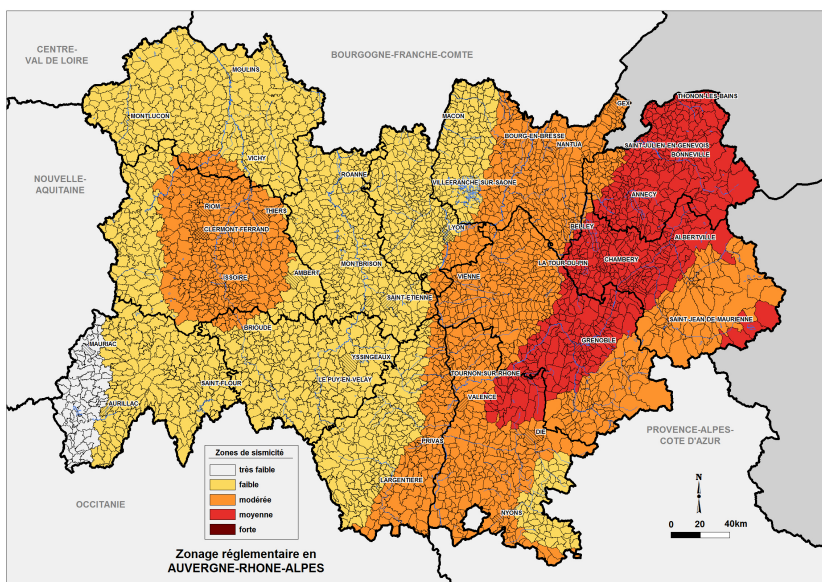 CENTRE-
VAL DE LOIRE
BOURGOGNE-FRANCHE-COMTE
MOULINS
THONON-LES-BAINS
GEX
MONTLUCON
MACON
BOURG-EN-BRESSE
NANTUA
SAINT-JULIEN-EN-GENEVOIS
BONNEVILLE
VICHY
NOUVELLE-
AQUITAINE
ROANNE
VILLEFRANCHE-SUR-SAONE
ANNECY
RIOM
THIERS
CLERMONT-FERRAND
LYON
BELLEY
ALBERTVILLE
MONTBRISON
LA TOUR-DU-PIN
CHAMBERY
ISSOIRE
AMBERT
VIENNE
SAINT-ETIENNE
SAINT-JEAN-DE-MAURIENNE
BRIOUDE
GRENOBLE
MAURIAC
YSSINGEAUX
TOURNON-SUR-RHONE
SAINT-FLOUR
LE PUY-EN-VELAY
VALENCE
AURILLAC
DIE
PROVENCE-ALPES-
COTE D'AZUR
PRIVAS
LARGENTIERE
NYONS
OCCITANIE
Zones de sismicité
très faible
faible
modérée
moyenne
forte
N
0 20 40km
Zonage réglementaire en
AUVERGNE-RHONE-ALPES